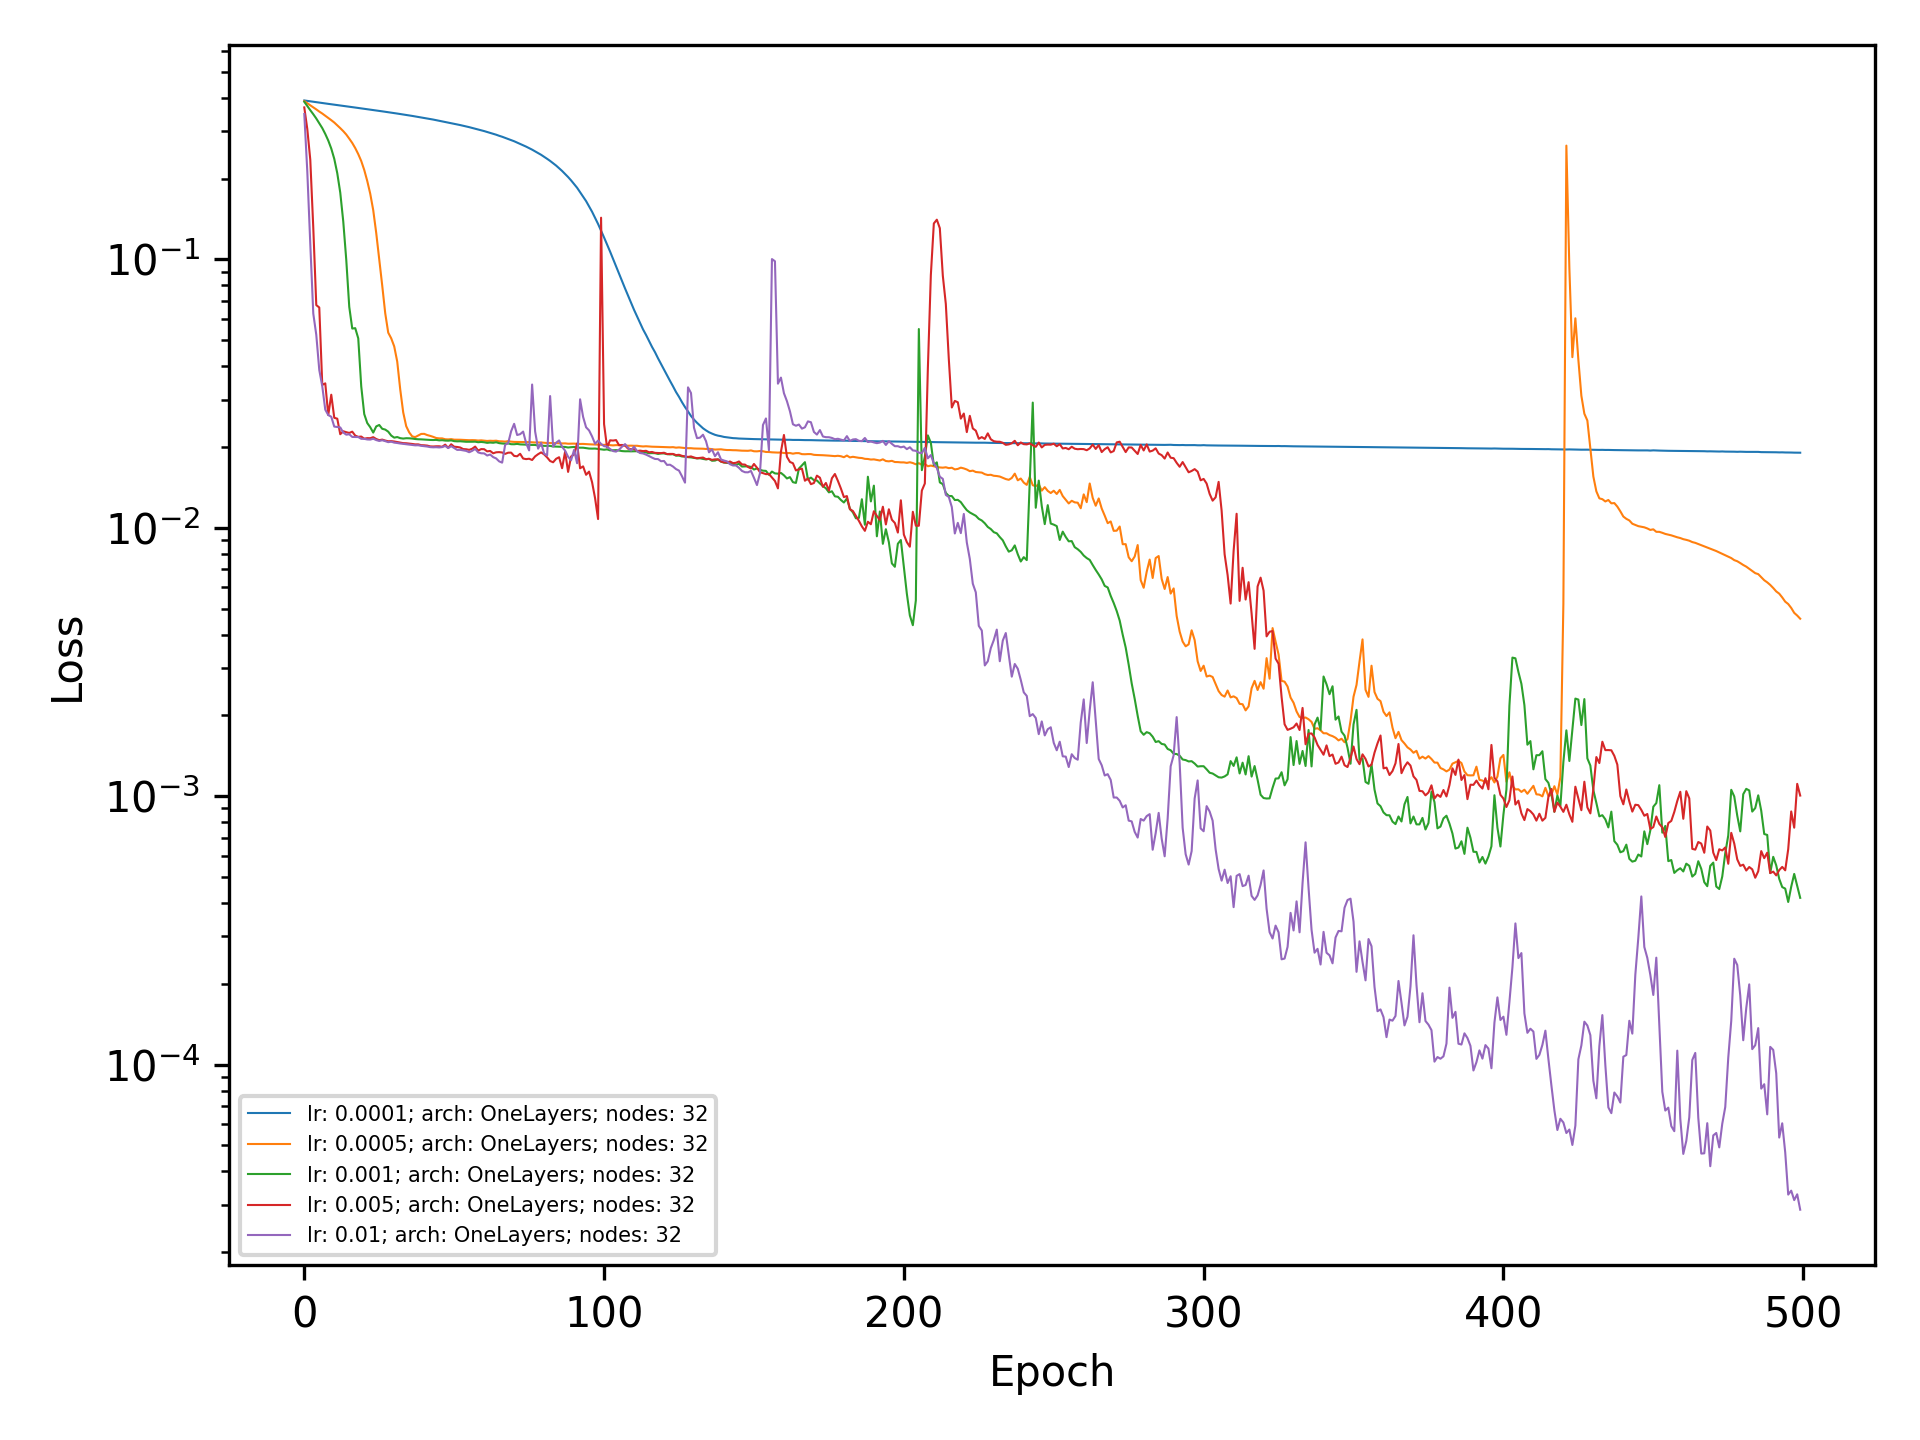 10⁻¹
10⁻²
10⁻³
10⁻⁴
Loss
lr: 0.0001; arch: OneLayers; nodes: 32
lr: 0.0005; arch: OneLayers; nodes: 32
lr: 0.001; arch: OneLayers; nodes: 32
lr: 0.005; arch: OneLayers; nodes: 32
lr: 0.01; arch: OneLayers; nodes: 32
0 100 200 300 400 500
Epoch